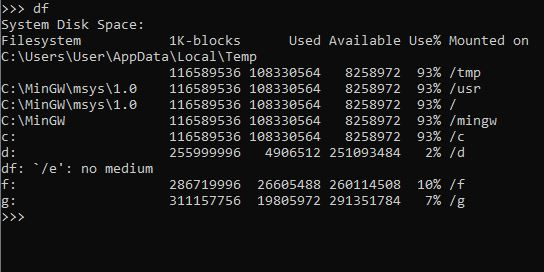 >>> df
System Disk Space:
Filesystem           1K-blocks      Used Available Use% Mounted on
C:\Users\User\AppData\Local\Temp
                     116589536 108330564   8258972  93% /tmp
C:\MinGW\msys\1.0    116589536 108330564   8258972  93% /usr
C:\MinGW\msys\1.0    116589536 108330564   8258972  93% /
C:\MinGW             116589536 108330564   8258972  93% /mingw
c:                   116589536 108330564   8258972  93% /c
d:                   255999996   4906512 251093484   2% /d
df: `/e': no medium
f:                   286719996  26605488 260114508  10% /f
g:                   311157756  19805972 291351784   7% /g
>>>